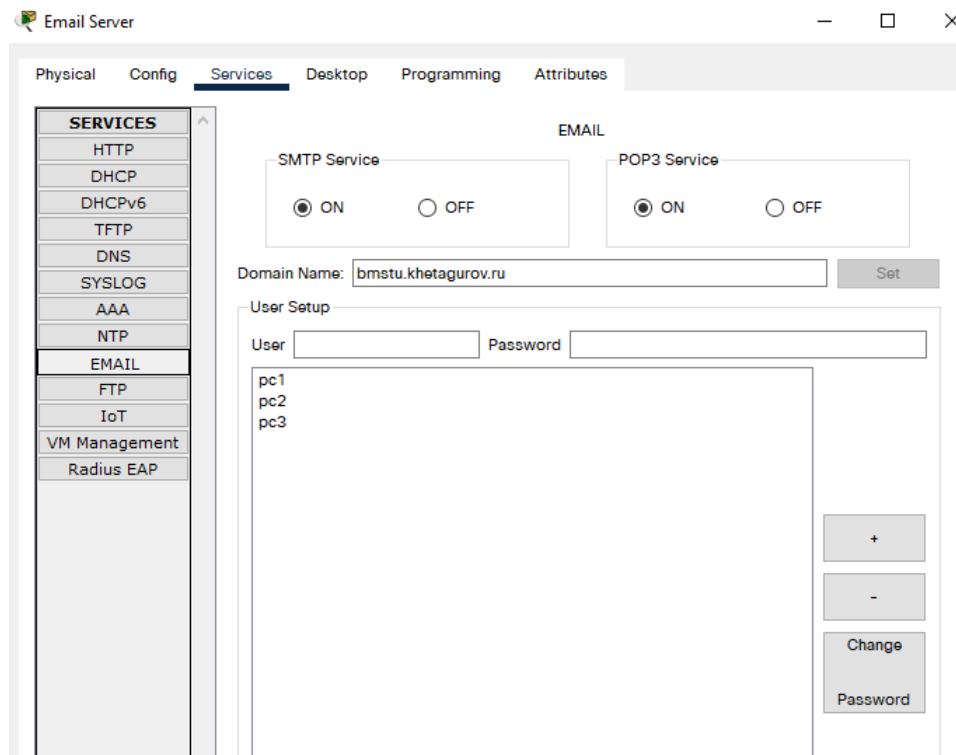 Email Server
Physical Config Services Desktop Programming Attributes
SERVICES
HTTP
DHCP
DHCPv6
TFTP
DNS
SYSLOG
AAA
NTP
EMAIL
FTP
IoT
VM Management
Radius EAP
EMAIL
SMTP Service
ON OFF
POP3 Service
ON OFF
Domain Name: bmstu.khetagurov.ru Set
User Setup
User Password
pc1
pc2
pc3
+
-
Change
Password